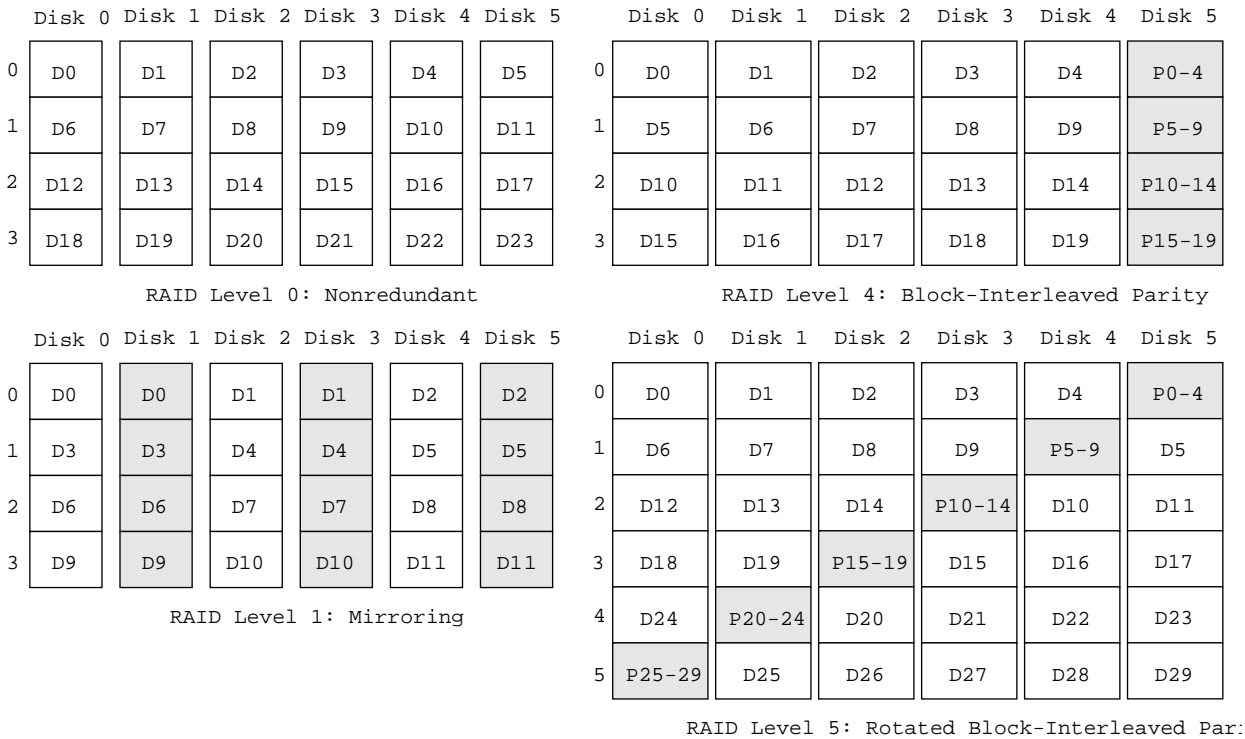 Disk 0 Disk 1 Disk 2 Disk 3 Disk 4 Disk 5
0 D0 D1 D2 D3 D4 D5
1 D6 D7 D8 D9 D10 D11
2 D12 D13 D14 D15 D16 D17
3 D18 D19 D20 D21 D22 D23
RAID Level 0: Nonredundant
Disk 0 Disk 1 Disk 2 Disk 3 Disk 4 Disk 5
0 D0 D1 D2 D3 D4 P0-4
1 D5 D6 D7 D8 D9 P5-9
2 D10 D11 D12 D13 D14 P10-14
3 D15 D16 D17 D18 D19 P15-19
RAID Level 4: Block-Interleaved Parity
Disk 0 Disk 1 Disk 2 Disk 3 Disk 4 Disk 5
0 D0 D0 D1 D1 D2 D2
1 D3 D3 D4 D4 D5 D5
2 D6 D6 D7 D7 D8 D8
3 D9 D9 D10 D10 D11 D11
RAID Level 1: Mirroring
Disk 0 Disk 1 Disk 2 Disk 3 Disk 4 Disk 5
0 D0 D1 D2 D3 D4 P0-4
1 D6 D7 D8 D9 P5-9 D5
2 D12 D13 D14 P10-14 D10 D11
3 D18 D19 P15-19 D15 D16 D17
4 D24 P20-24 D20 D21 D22 D23
5 P25-29 D25 D26 D27 D28 D29
RAID Level 5: Rotated Block-Interleaved